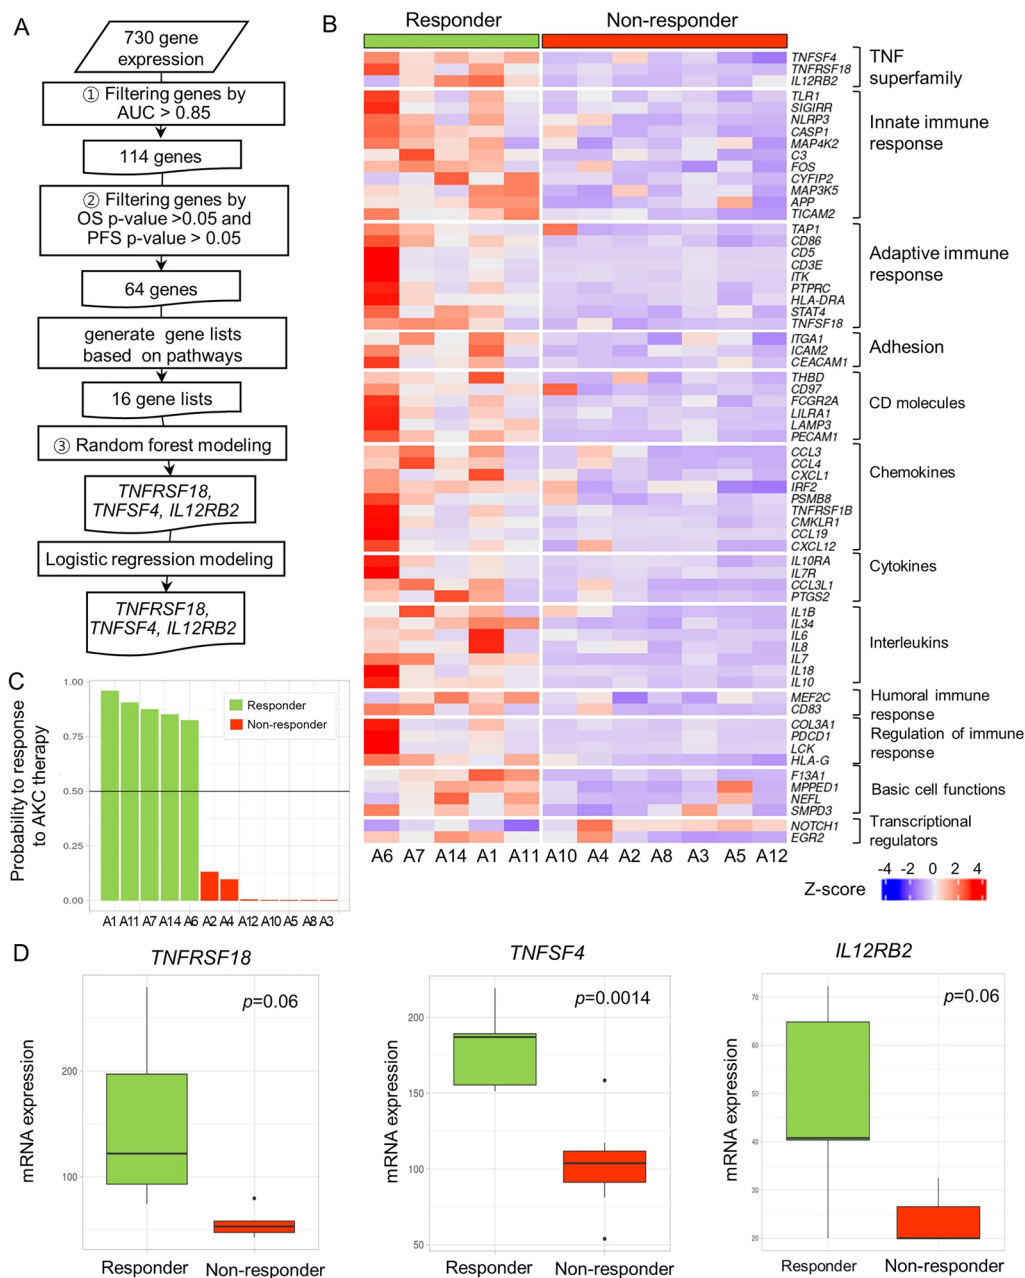 A
730 gene
expression
① Filtering genes by
AUC > 0.85
114 genes
② Filtering genes by
OS p-value >0.05 and
PFS p-value > 0.05
64 genes
generate gene lists
based on pathways
16 gene lists
③ Random forest modeling
TNFRSF18,
TNFSF4, IL12RB2
Logistic regression modeling
TNFRSF18,
TNFSF4, IL12RB2
B
Responder
Non-responder
TNFSF4
TNFRSF18
IL12RB2
TNF
superfamily
TLR1
SIGIRR
NLRP3
CASP1
MAP4K2
C3
FOS
CYFIP2
MAP3K5
APP
TICAM2
Innate immune
response
TAP1
CD86
CD5
CD3E
ITK
PTPRC
HLA-DRA
STAT4
TNFSF18
Adaptive immune
response
ITGA1
ICAM2
CEACAM1
Adhesion
THBD
CD97
FCGR2A
LILRA1
LAMP3
PECAM1
CD molecules
CCL3
CCL4
CXCL1
IRF2
PSMB8
TNFRSF1B
CMKLR1
CCL19
CXCL12
Chemokines
IL10RA
IL7R
CCL3L1
PTGS2
Cytokines
IL1B
IL34
IL6
IL8
IL7
IL18
IL10
Interleukins
MEF2C
CD83
Humoral immune
response
COL3A1
PDCD1
LCK
HLA-G
Regulation of immune
response
F13A1
MPPED1
NEFL
SMPD3
Basic cell functions
NOTCH1
EGR2
Transcriptional
regulators
A6 A7 A14 A1 A11 A10 A4 A2 A8 A3 A5 A12
Z-score
-4 -2 0 2 4
C
Probability to response
to AKC therapy
1.00
0.75
0.50
0.25
0.00
Responder
Non-responder
A1 A11 A7 A14 A6 A2 A4 A12 A10 A5 A8 A3
D
TNFRSF18
p=0.06
mRNA expression
200
100
Responder Non-responder
TNFSF4
p=0.0014
mRNA expression
200
150
100
50
Responder Non-responder
IL12RB2
p=0.06
mRNA expression
70
60
50
40
30
20
Responder Non-responder